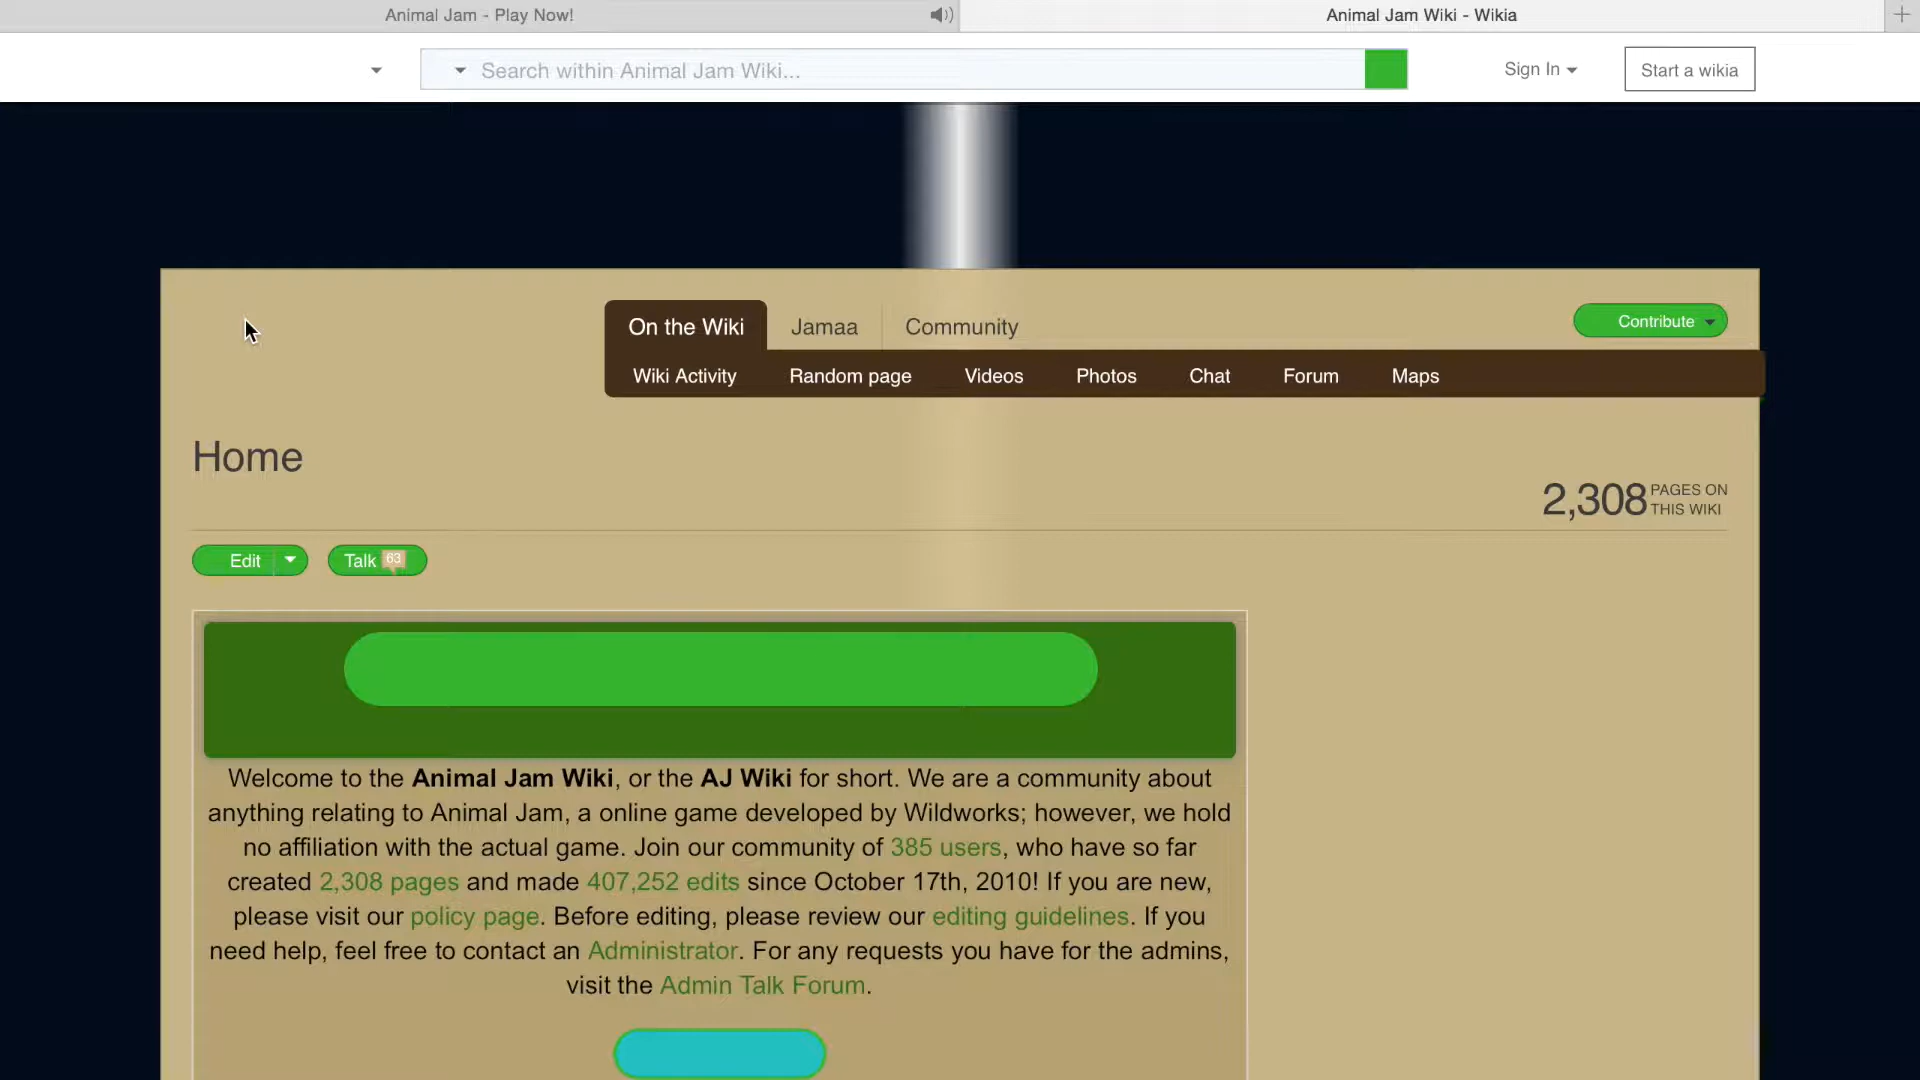 Animal Jam - Play Now!
Animal Jam Wiki - Wikia
Search within Animal Jam Wiki...
Sign In
Start a wikia
On the Wiki
Jamaa
Community
Contribute
Wiki Activity
Random page
Videos
Photos
Chat
Forum
Maps
Home
2,308 PAGES ON
THIS WIKI
Edit
Talk 63
Welcome to the Animal Jam Wiki, or the AJ Wiki for short. We are a community about
anything relating to Animal Jam, a online game developed by Wildworks; however, we hold
no affiliation with the actual game. Join our community of 385 users, who have so far
created 2,308 pages and made 407,252 edits since October 17th, 2010! If you are new,
please visit our policy page. Before editing, please review our editing guidelines. If you
need help, feel free to contact an Administrator. For any requests you have for the admins,
visit the Admin Talk Forum.